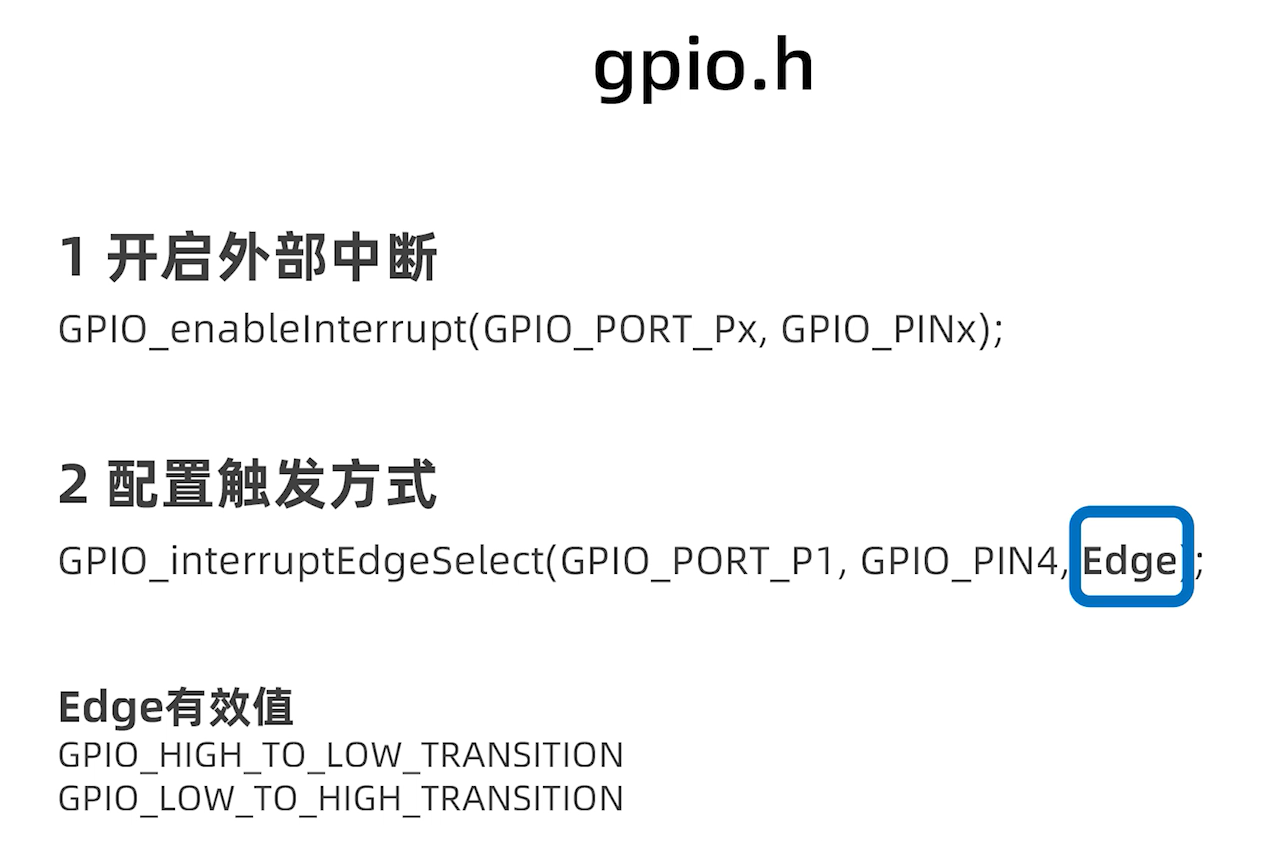 gpio.h
1 开启外部中断
GPIO_enableInterrupt(GPIO_PORT_Px, GPIO_PINx);
2 配置触发方式
GPIO_interruptEdgeSelect(GPIO_PORT_P1, GPIO_PIN4, Edge);
Edge有效值
GPIO_HIGH_TO_LOW_TRANSITION
GPIO_LOW_TO_HIGH_TRANSITION